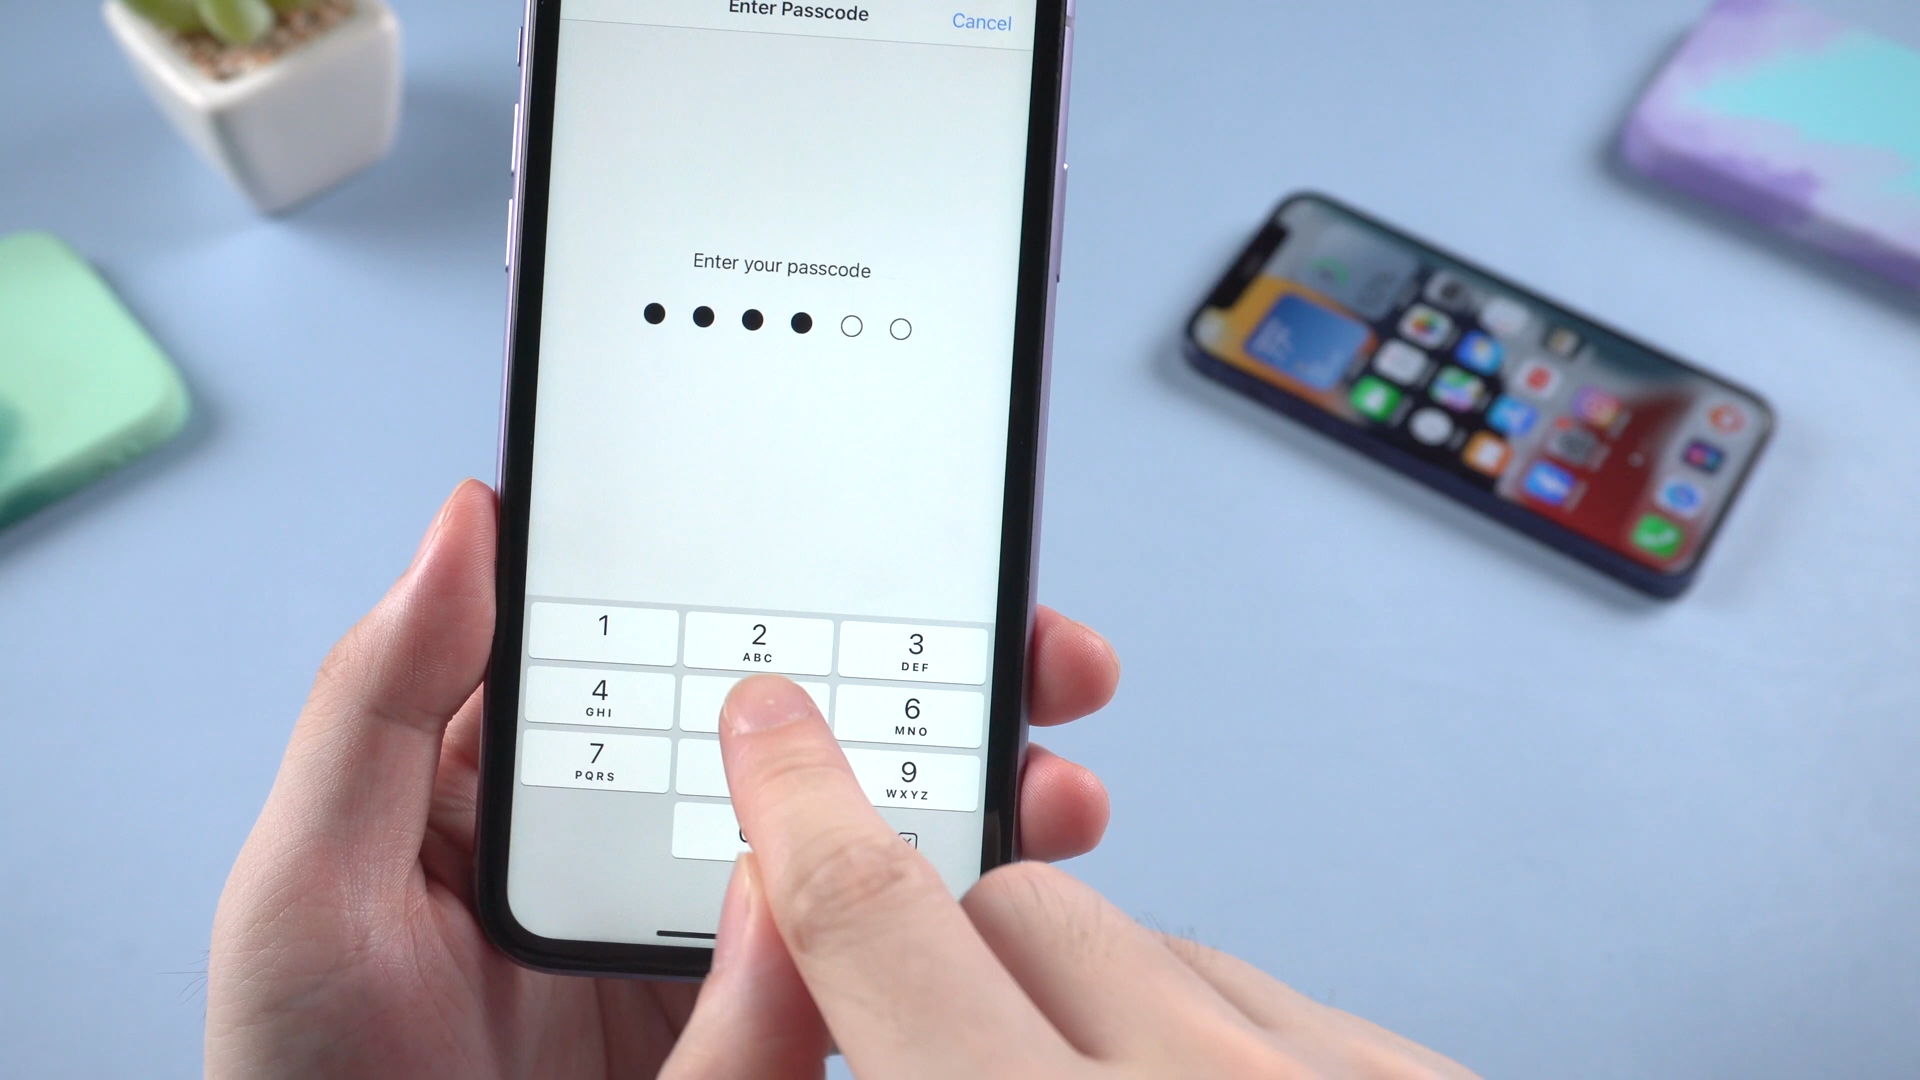 Enter Passcode
Cancel
Enter your passcode
1
2
ABC
3
DEF
4
GHI
6
MNO
7
PQRS
9
WXYZ